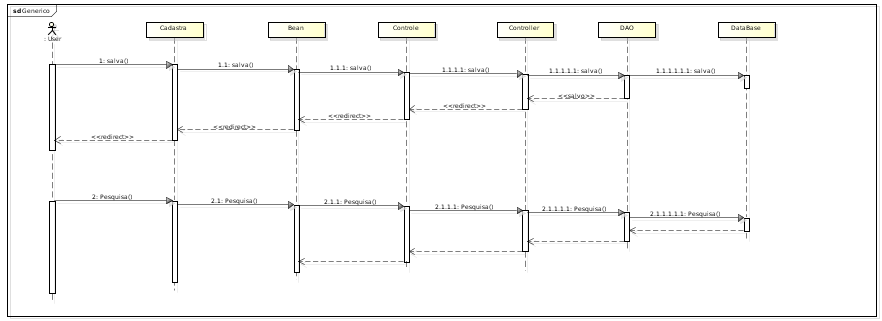 sd Generico
: User
Cadastra
Bean
Controle
Controller
DAO
DataBase
1: salva()
1.1: salva()
1.1.1: salva()
1.1.1.1: salva()
1.1.1.1.1: salva()
1.1.1.1.1.1: salva()
<<salvo>>
<<redirect>>
<<redirect>>
<<redirect>>
<<redirect>>
2: Pesquisa()
2.1: Pesquisa()
2.1.1: Pesquisa()
2.1.1.1: Pesquisa()
2.1.1.1.1: Pesquisa()
2.1.1.1.1.1: Pesquisa()